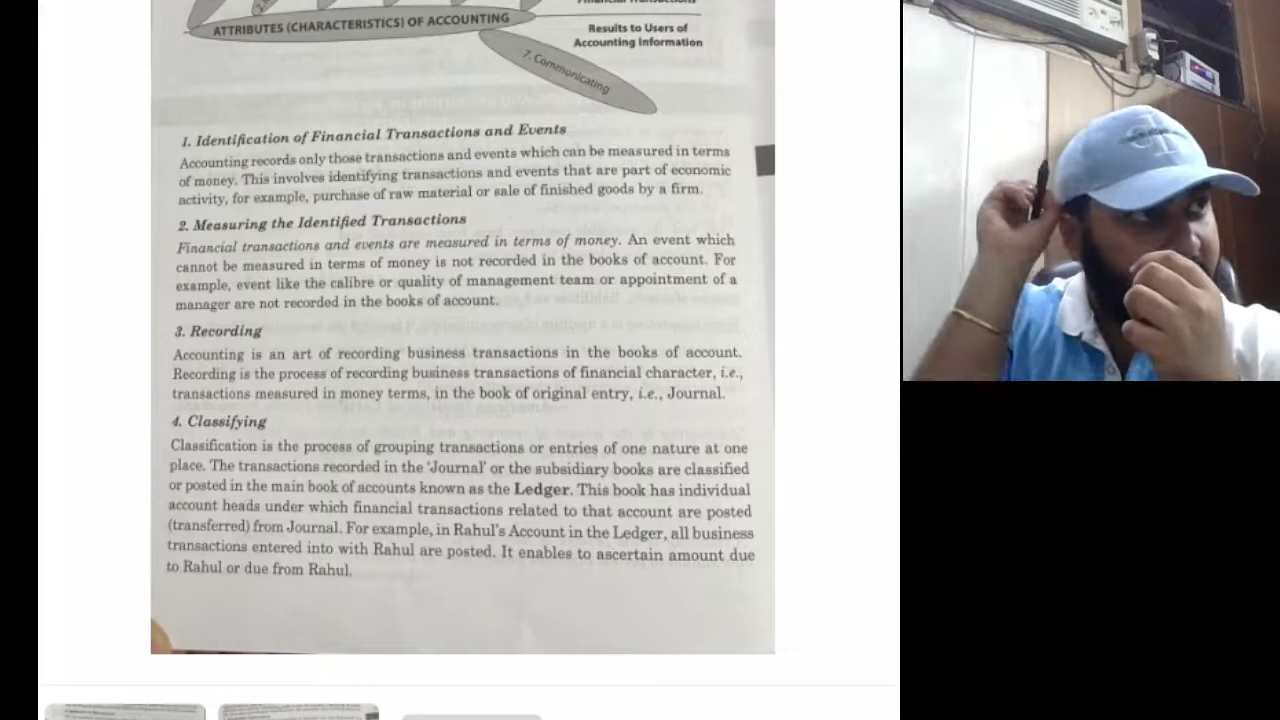 ATTRIBUTES (CHARACTERISTICS) OF ACCOUNTING
Results to Users of
Accounting Information
7. Communicating
1. Identification of Financial Transactions and Events
Accounting records only those transactions and events which can be measured in terms
of money. This involves identifying transactions and events that are part of economic
activity, for example, purchase of raw material or sale of finished goods by a firm.
2. Measuring the Identified Transactions
Financial transactions and events are measured in terms of money. An event which
cannot be measured in terms of money is not recorded in the books of account. For
example, event like the calibre or quality of management team or appointment of a
manager are not recorded in the books of account.
3. Recording
Accounting is an art of recording business transactions in the books of account.
Recording is the process of recording business transactions of financial character, i.e.,
transactions measured in money terms, in the book of original entry, i.e., Journal.
4. Classifying
Classification is the process of grouping transactions or entries of one nature at one
place. The transactions recorded in the 'Journal' or the subsidiary books are classified
or posted in the main book of accounts known as the Ledger. This book has individual
account heads under which financial transactions related to that account are posted
(transferred) from Journal. For example, in Rahul's Account in the Ledger, all business
transactions entered into with Rahul are posted. It enables to ascertain amount due
to Rahul or due from Rahul.